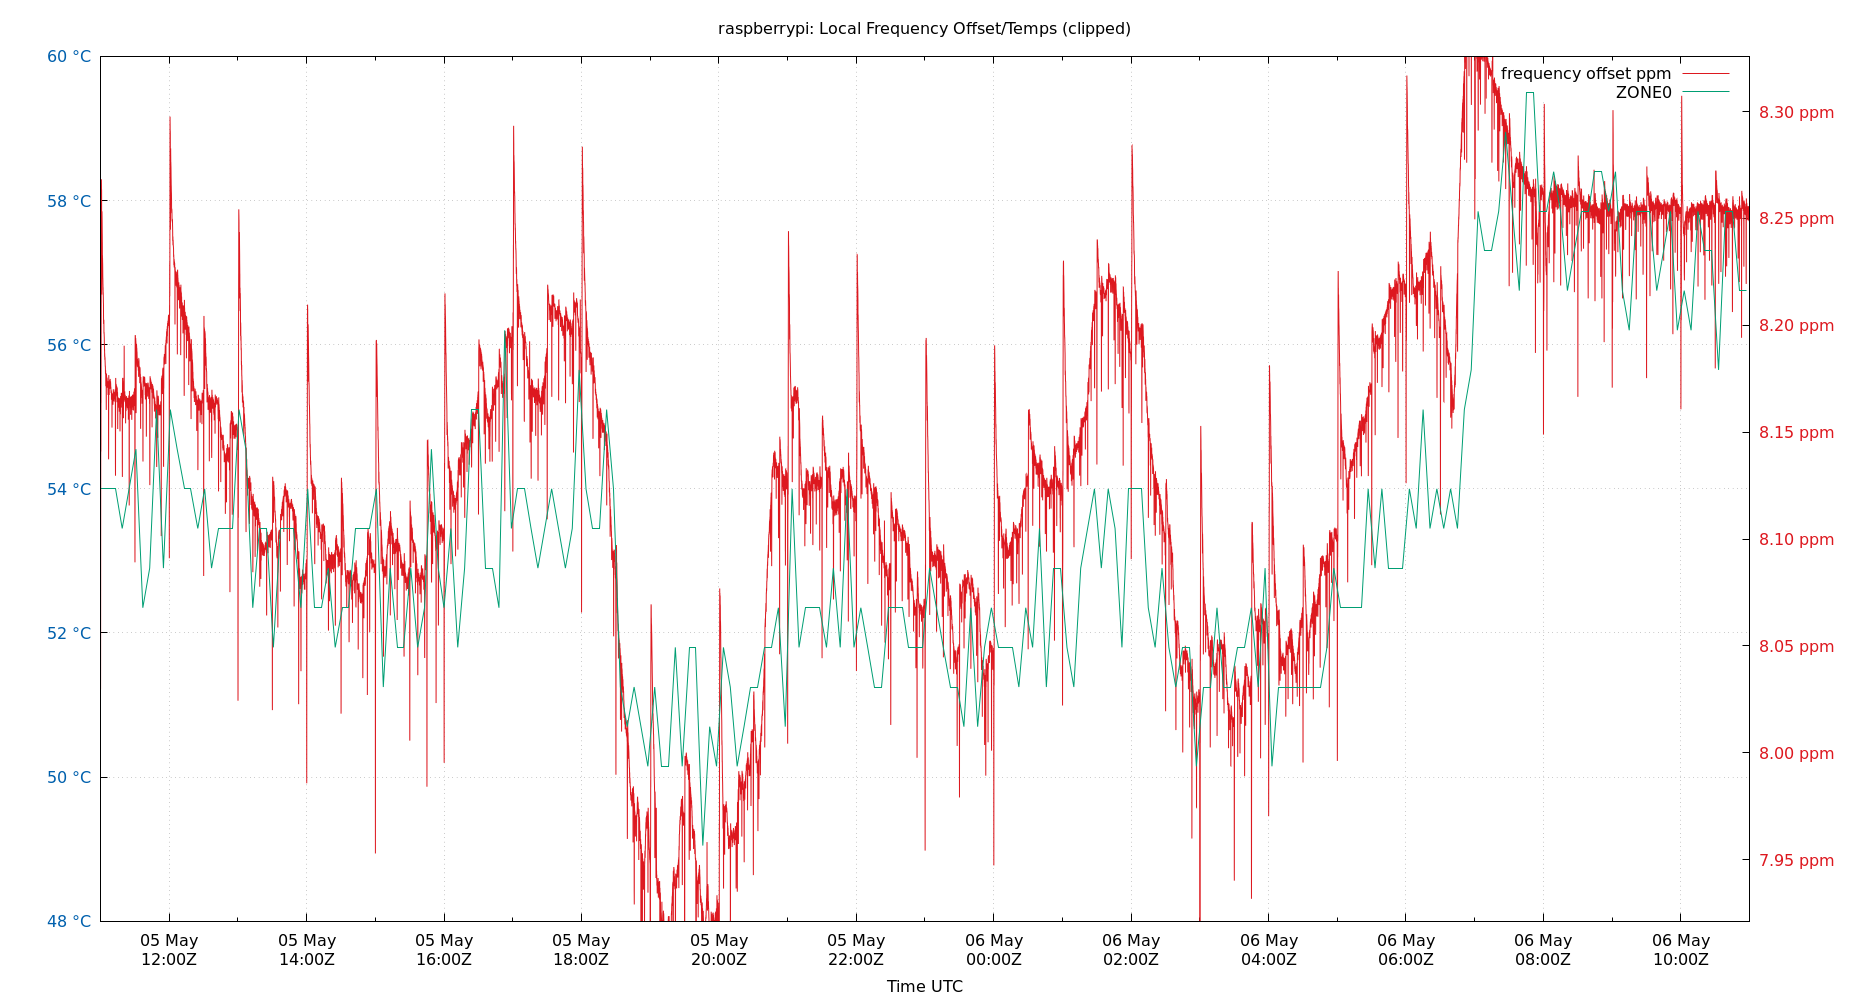 raspberrypi: Local Frequency Offset/Temps (clipped)
60 °C
58 °C
56 °C
54 °C
52 °C
50 °C
48 °C
frequency offset ppm
ZONE0
8.30 ppm
8.25 ppm
8.20 ppm
8.15 ppm
8.10 ppm
8.05 ppm
8.00 ppm
7.95 ppm
05 May 05 May 05 May 05 May 05 May 05 May 06 May 06 May 06 May 06 May 06 May 06 May
12:00Z 14:00Z 16:00Z 18:00Z 20:00Z 22:00Z 00:00Z 02:00Z 04:00Z 06:00Z 08:00Z 10:00Z
Time UTC